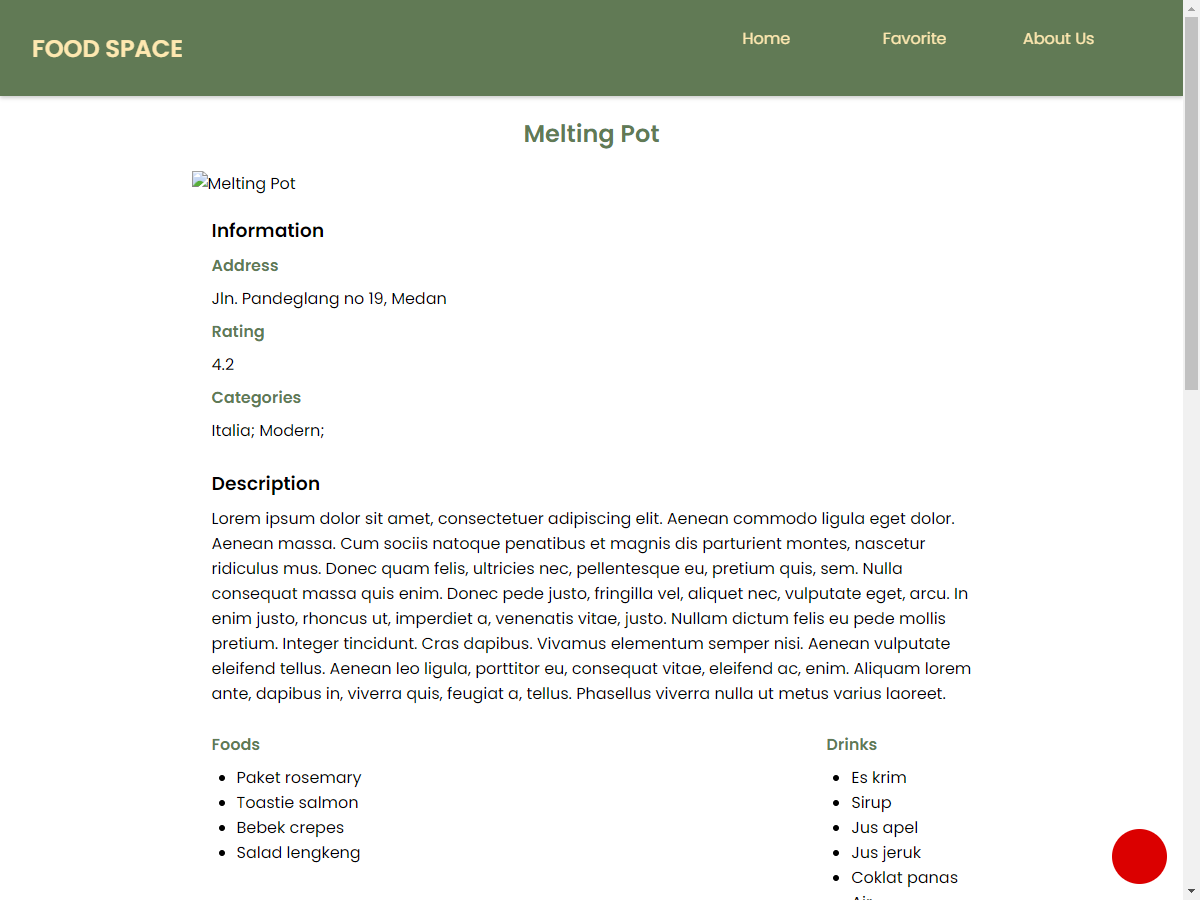 FOOD SPACE
Home
Favorite
About Us
Melting Pot
Melting Pot
Information
Address
Jln. Pandeglang no 19, Medan
Rating
4.2
Categories
Italia; Modern;
Description
Lorem ipsum dolor sit amet, consectetuer adipiscing elit. Aenean commodo ligula eget dolor.
Aenean massa. Cum sociis natoque penatibus et magnis dis parturient montes, nascetur
ridiculus mus. Donec quam felis, ultricies nec, pellentesque eu, pretium quis, sem. Nulla
consequat massa quis enim. Donec pede justo, fringilla vel, aliquet nec, vulputate eget, arcu. In
enim justo, rhoncus ut, imperdiet a, venenatis vitae, justo. Nullam dictum felis eu pede mollis
pretium. Integer tincidunt. Cras dapibus. Vivamus elementum semper nisi. Aenean vulputate
eleifend tellus. Aenean leo ligula, porttitor eu, consequat vitae, eleifend ac, enim. Aliquam lorem
ante, dapibus in, viverra quis, feugiat a, tellus. Phasellus viverra nulla ut metus varius laoreet.
Foods
Paket rosemary
Toastie salmon
Bebek crepes
Salad lengkeng
Drinks
Es krim
Sirup
Jus apel
Jus jeruk
Coklat panas